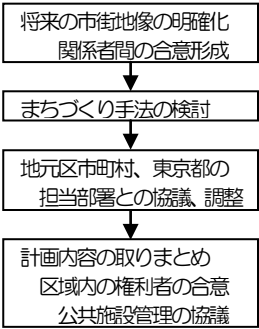 将来の市街地像の明確化
関係者間の合意形成
まちづくり手法の検討
地元区市町村、東京都の
担当部署との協議、調整
計画内容の取りまとめ
区域内の権利者の合意
公共施設管理の協議